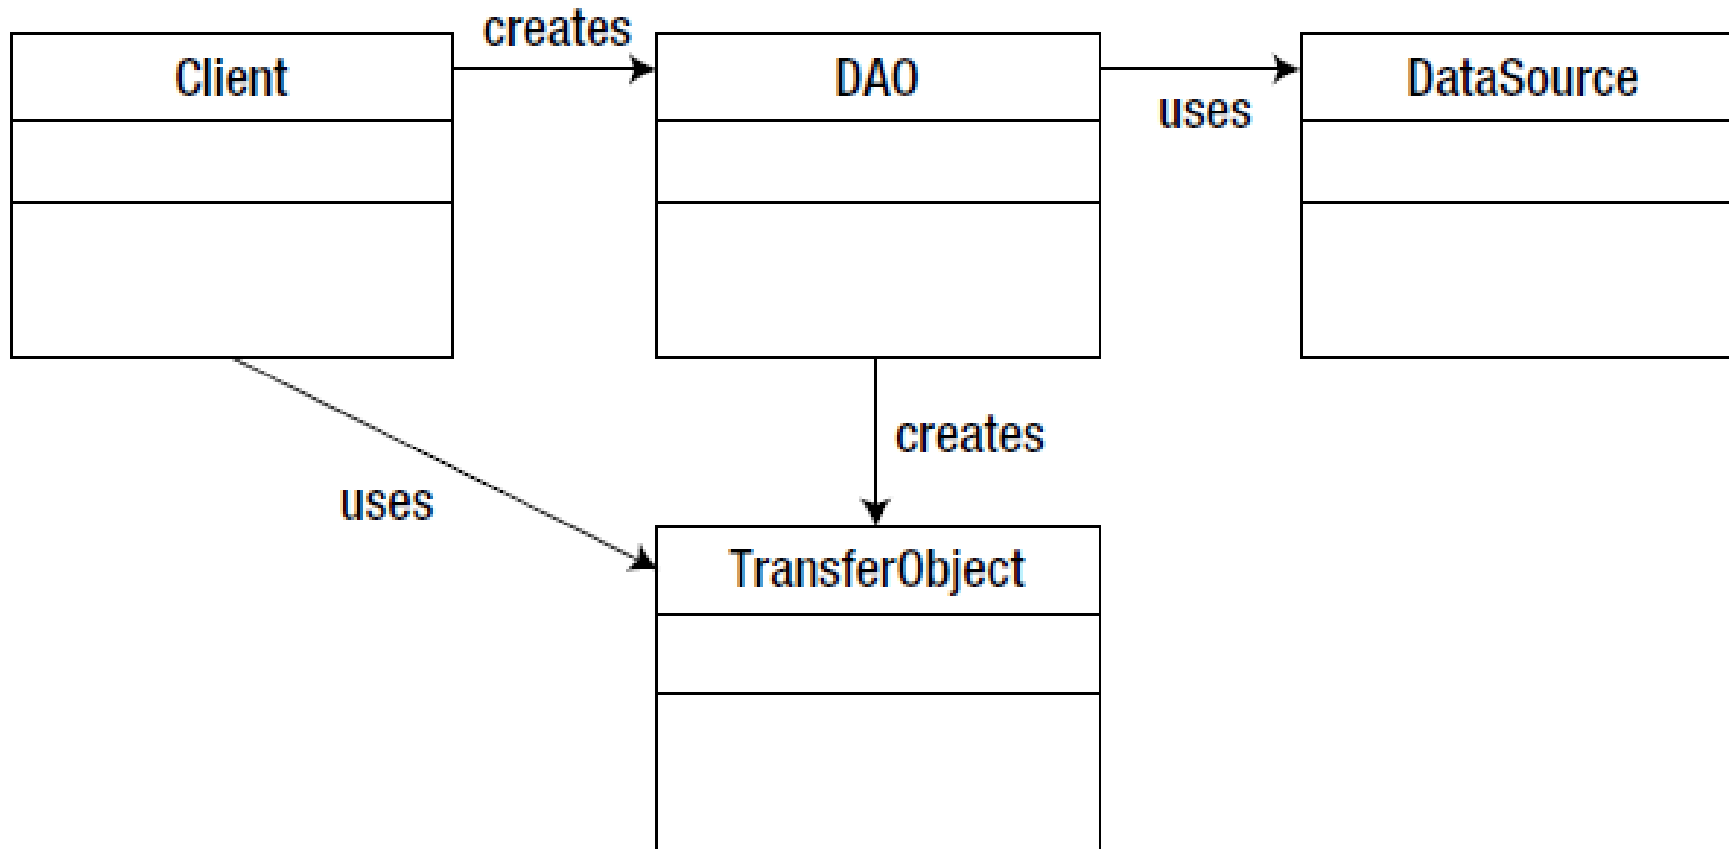 creates
Client
DAO
DataSource
uses
creates
uses
TransferObject